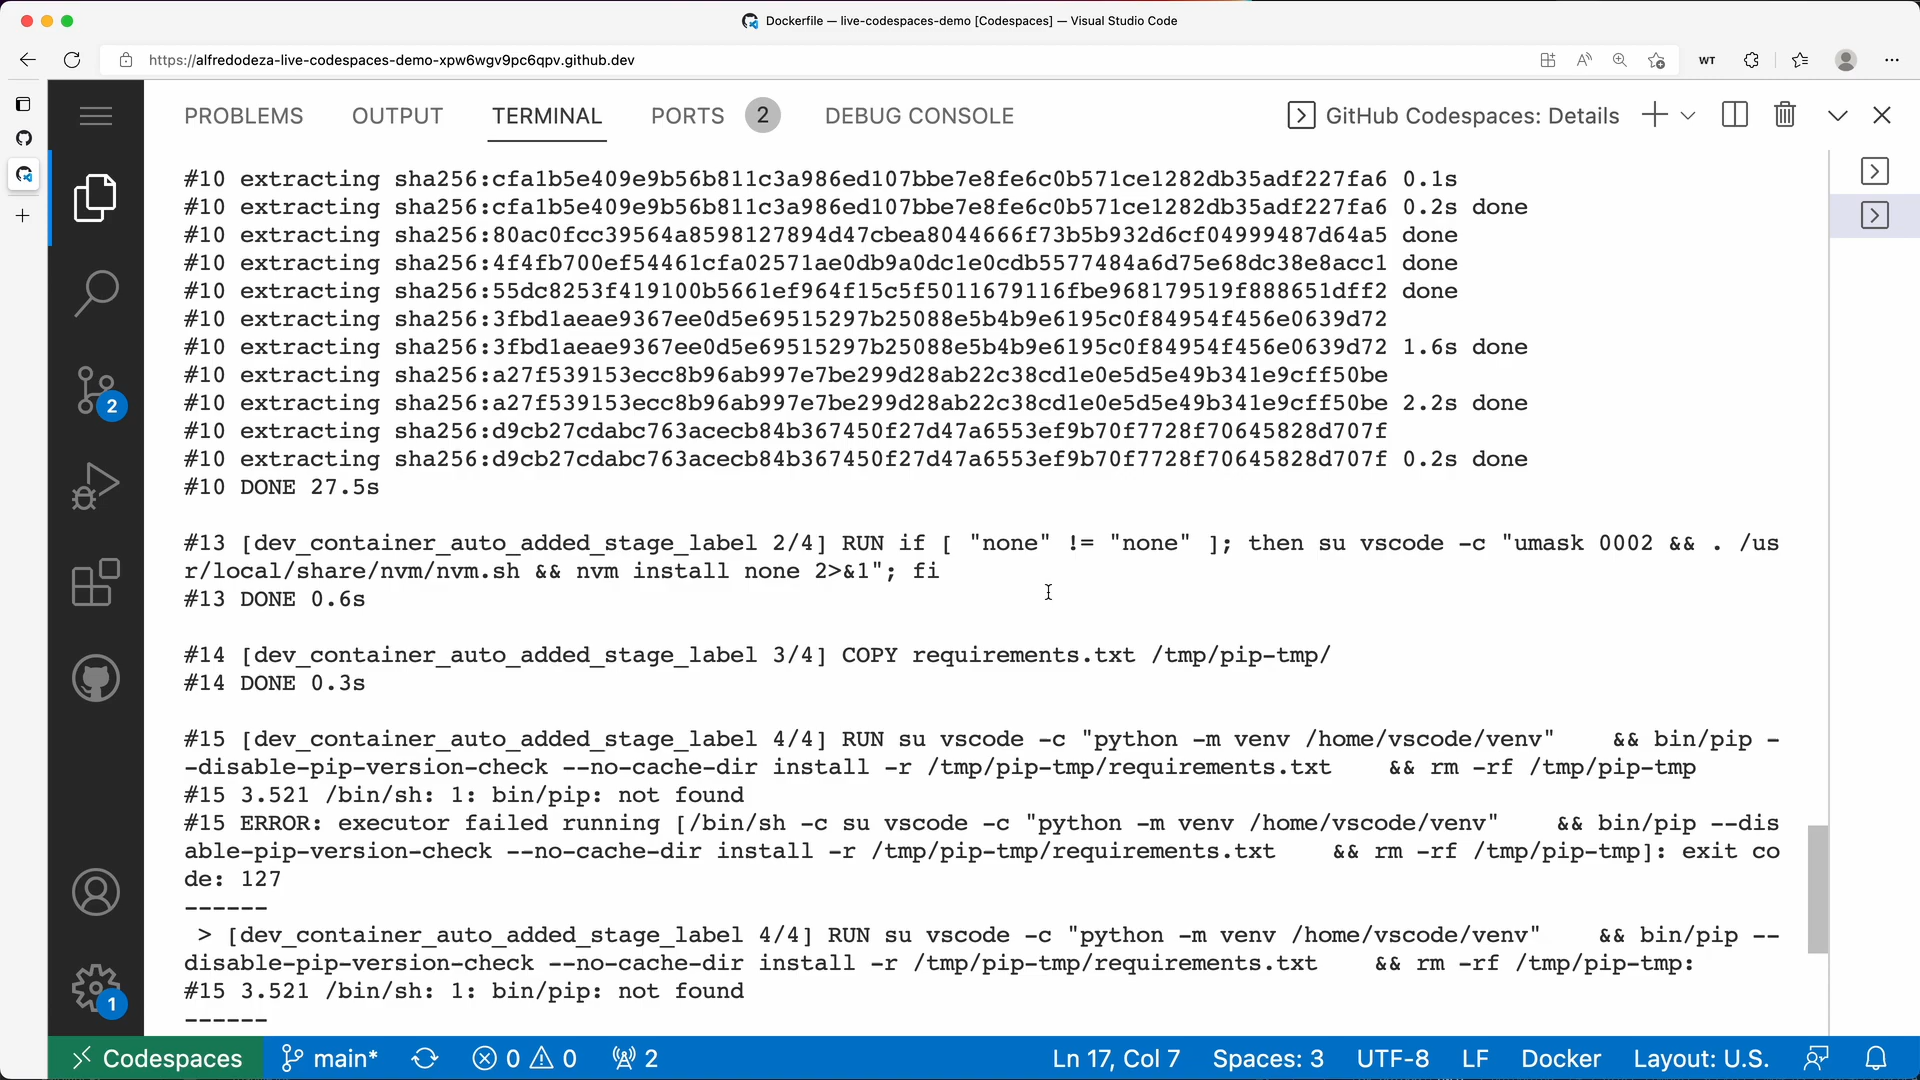 Dockerfile — live-codespaces-demo [Codespaces] — Visual Studio Code
https://alfredodeza-live-codespaces-demo-xpw6wgv9pc6qpv.github.dev
WT
PROBLEMS OUTPUT TERMINAL PORTS 2 DEBUG CONSOLE GitHub Codespaces: Details
#10 extracting sha256:cfa1b5e409e9b56b811c3a986ed107bbe7e8fe6c0b571ce1282db35adf227fa6 0.1s
#10 extracting sha256:cfa1b5e409e9b56b811c3a986ed107bbe7e8fe6c0b571ce1282db35adf227fa6 0.2s done
#10 extracting sha256:80ac0fcc39564a8598127894d47cbea8044666f73b5b932d6cf04999487d64a5 done
#10 extracting sha256:4f4fb700ef54461cfa02571ae0db9a0dc1e0cdb5577484a6d75e68dc38e8acc1 done
#10 extracting sha256:55dc8253f419100b5661ef964f15c5f5011679116fbe968179519f888651dff2 done
#10 extracting sha256:3fbd1aeae9367ee0d5e69515297b25088e5b4b9e6195c0f84954f456e0639d72
#10 extracting sha256:3fbd1aeae9367ee0d5e69515297b25088e5b4b9e6195c0f84954f456e0639d72 1.6s done
#10 extracting sha256:a27f539153ecc8b96ab997e7be299d28ab22c38cd1e0e5d5e49b341e9cff50be
#10 extracting sha256:a27f539153ecc8b96ab997e7be299d28ab22c38cd1e0e5d5e49b341e9cff50be 2.2s done
#10 extracting sha256:d9cb27cdabc763acecb84b367450f27d47a6553ef9b70f7728f70645828d707f
#10 extracting sha256:d9cb27cdabc763acecb84b367450f27d47a6553ef9b70f7728f70645828d707f 0.2s done
#10 DONE 27.5s
#13 [dev_container_auto_added_stage_label 2/4] RUN if [ "none" != "none" ]; then su vscode -c "umask 0002 && . /us
r/local/share/nvm/nvm.sh && nvm install none 2>&1"; fi
#13 DONE 0.6s
#14 [dev_container_auto_added_stage_label 3/4] COPY requirements.txt /tmp/pip-tmp/
#14 DONE 0.3s
#15 [dev_container_auto_added_stage_label 4/4] RUN su vscode -c "python -m venv /home/vscode/venv"    && bin/pip -
-disable-pip-version-check --no-cache-dir install -r /tmp/pip-tmp/requirements.txt    && rm -rf /tmp/pip-tmp
#15 3.521 /bin/sh: 1: bin/pip: not found
#15 ERROR: executor failed running [/bin/sh -c su vscode -c "python -m venv /home/vscode/venv"    && bin/pip --dis
able-pip-version-check --no-cache-dir install -r /tmp/pip-tmp/requirements.txt    && rm -rf /tmp/pip-tmp]: exit co
de: 127
------
> [dev_container_auto_added_stage_label 4/4] RUN su vscode -c "python -m venv /home/vscode/venv"    && bin/pip --
disable-pip-version-check --no-cache-dir install -r /tmp/pip-tmp/requirements.txt    && rm -rf /tmp/pip-tmp:
#15 3.521 /bin/sh: 1: bin/pip: not found
------
2
1
Codespaces main* 0 0 2 Ln 17, Col 7 Spaces: 3 UTF-8 LF Docker Layout: U.S.